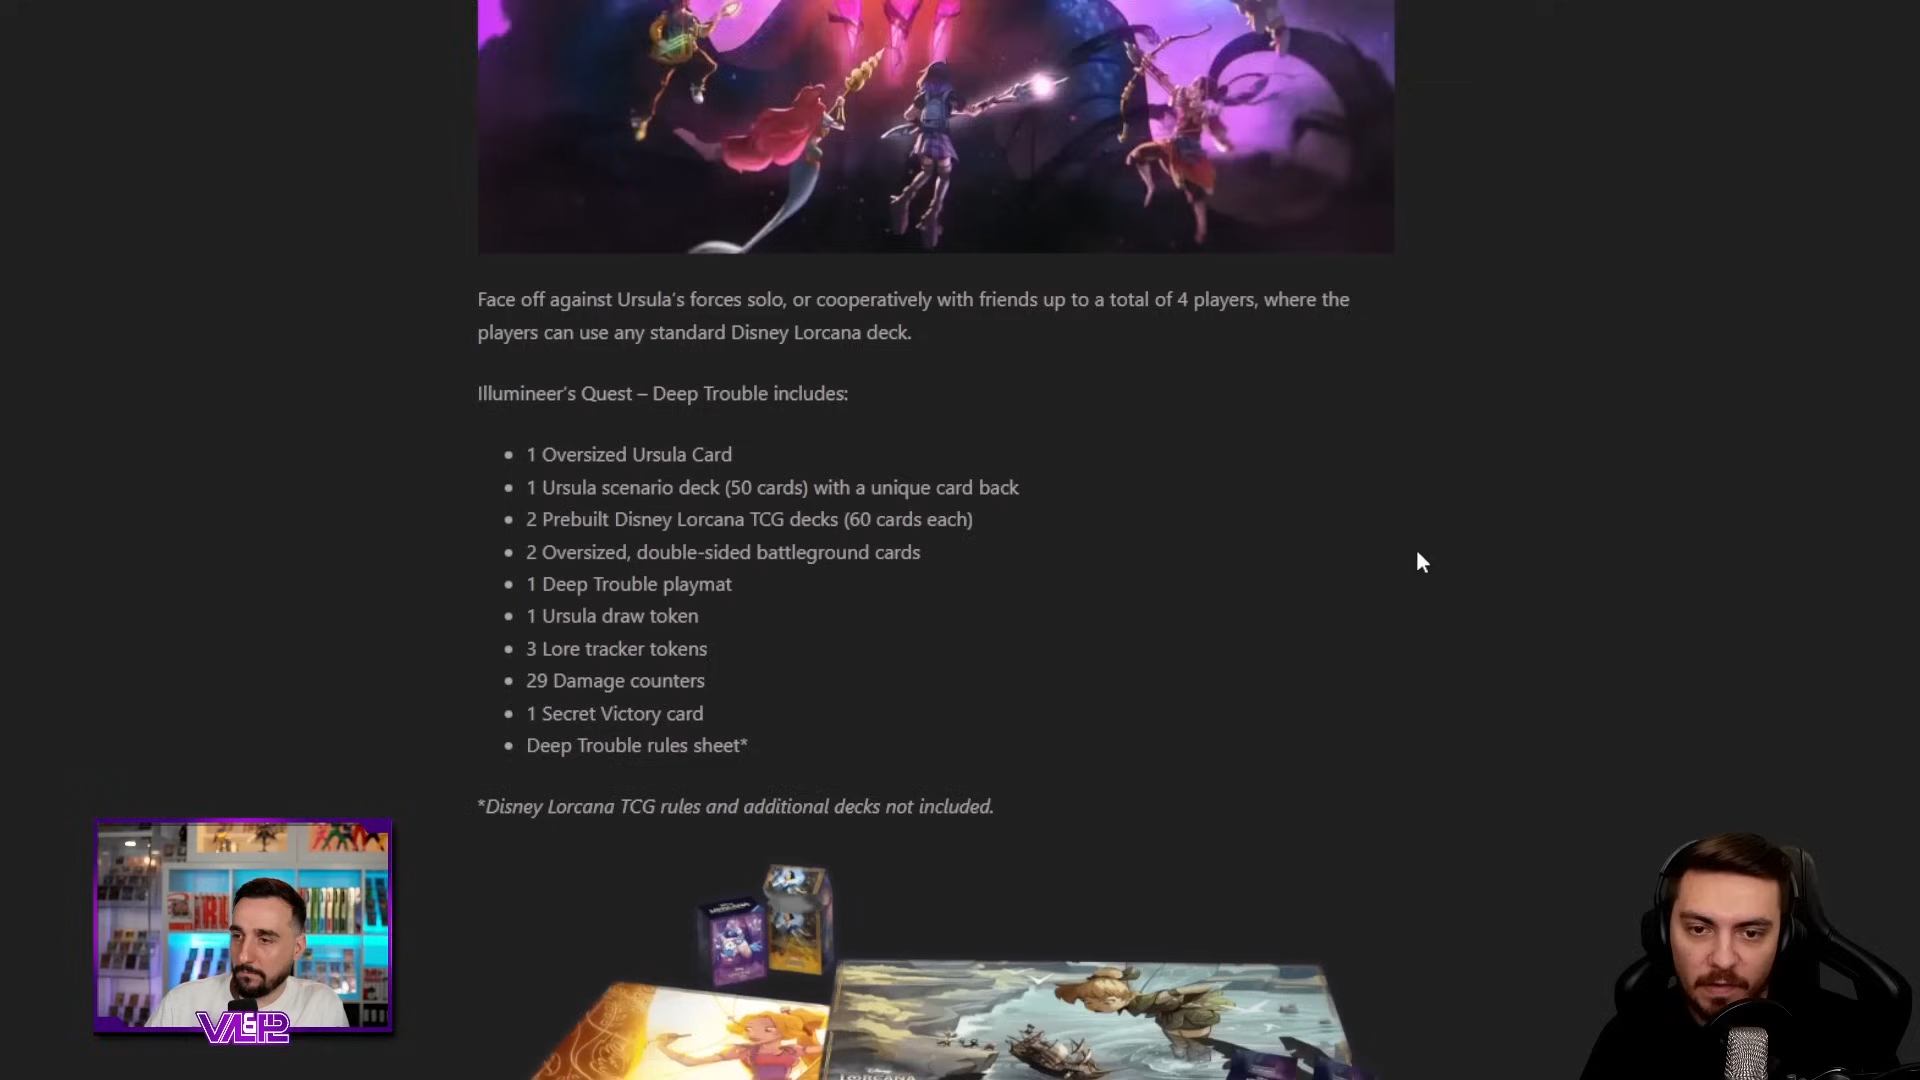 Face off against Ursula's forces solo, or cooperatively with friends up to a total of 4 players, where the
players can use any standard Disney Lorcana deck.
Illumineer's Quest – Deep Trouble includes:
1 Oversized Ursula Card
1 Ursula scenario deck (50 cards) with a unique card back
2 Prebuilt Disney Lorcana TCG decks (60 cards each)
2 Oversized, double-sided battleground cards
1 Deep Trouble playmat
1 Ursula draw token
3 Lore tracker tokens
29 Damage counters
1 Secret Victory card
Deep Trouble rules sheet*
*Disney Lorcana TCG rules and additional decks not included.
LORCANA
LORCANA